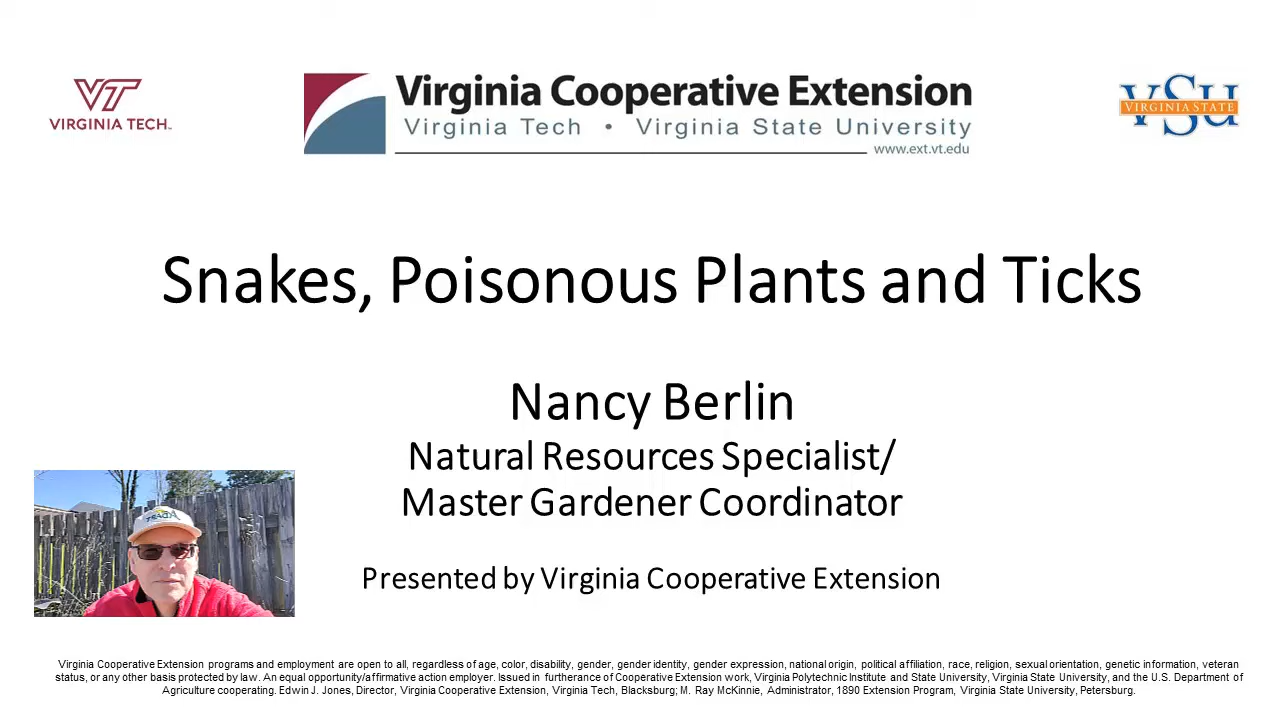 VIRGINIA TECH™
Virginia Cooperative Extension
Virginia Tech • Virginia State University
www.ext.vt.edu
VSU
VIRGINIA STATE
Snakes, Poisonous Plants and Ticks
Nancy Berlin
Natural Resources Specialist/
Master Gardener Coordinator
Presented by Virginia Cooperative Extension
Virginia Cooperative Extension programs and employment are open to all, regardless of age, color, disability, gender, gender identity, gender expression, national origin, political affiliation, race, religion, sexual orientation, genetic information, veteran
status, or any other basis protected by law. An equal opportunity/affirmative action employer. Issued in furtherance of Cooperative Extension work, Virginia Polytechnic Institute and State University, Virginia State University, and the U.S. Department of
Agriculture cooperating. Edwin J. Jones, Director, Virginia Cooperative Extension, Virginia Tech, Blacksburg; M. Ray McKinnie, Administrator, 1890 Extension Program, Virginia State University, Petersburg.